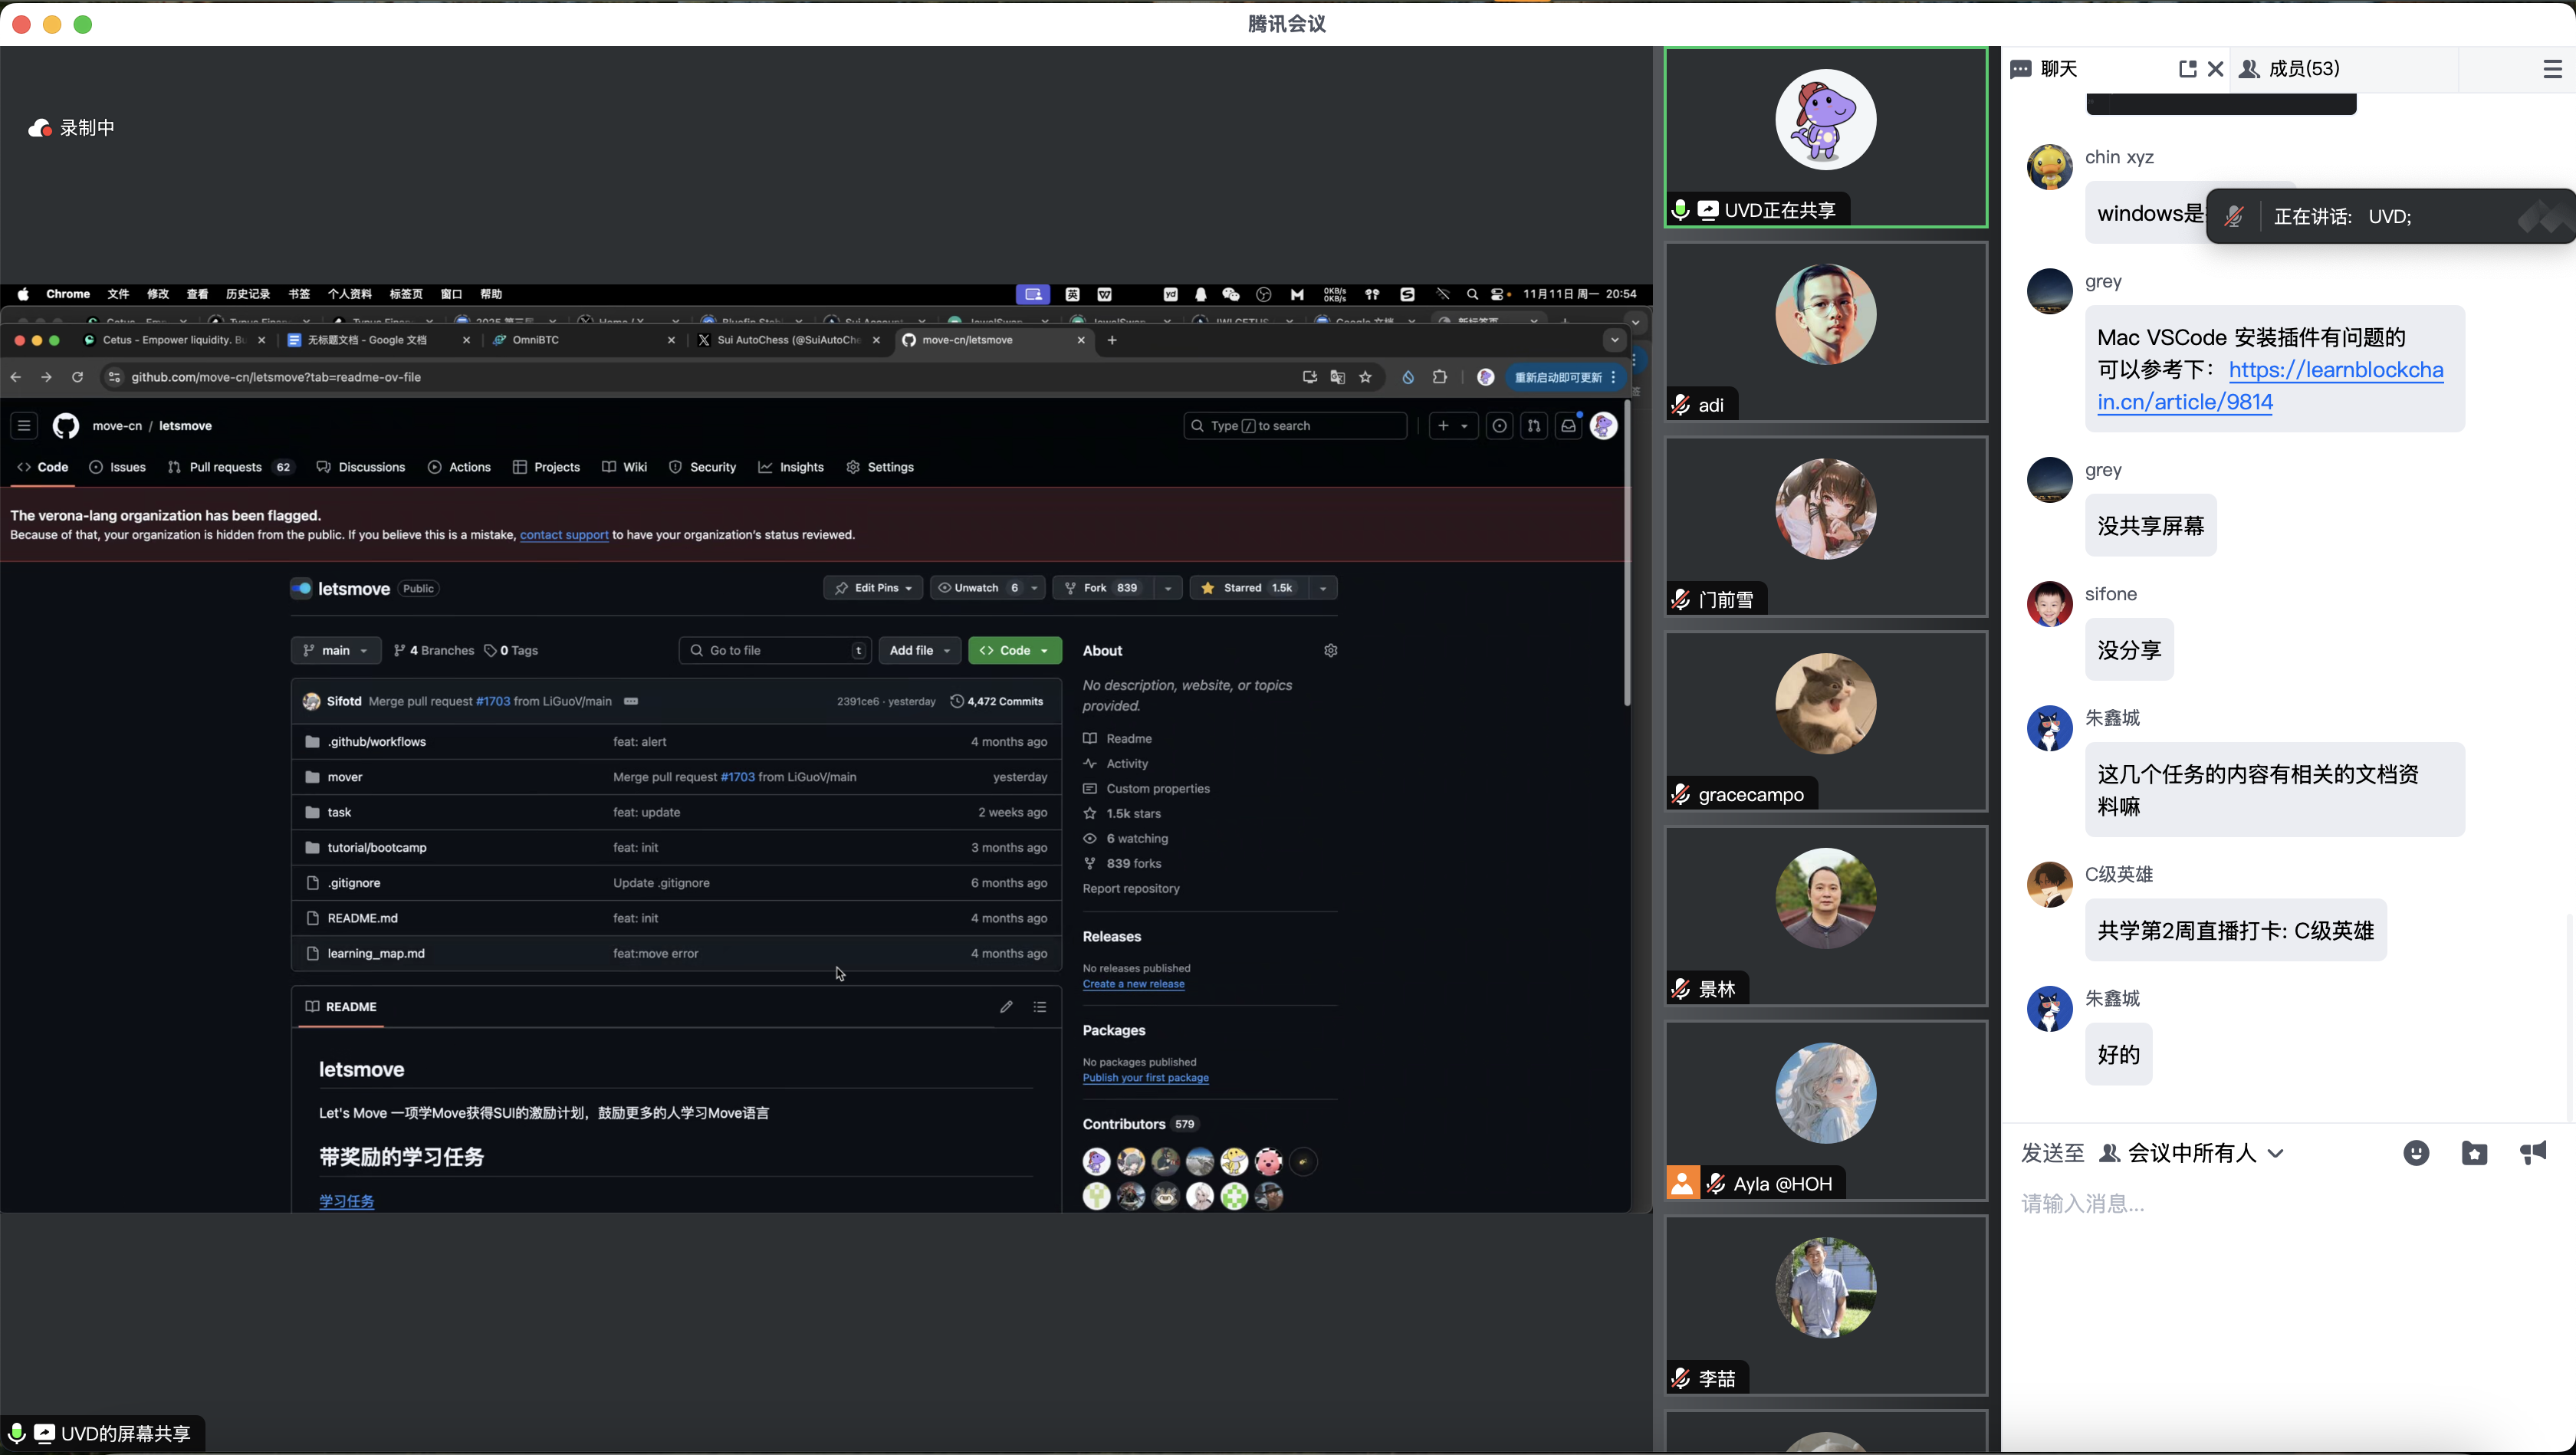 腾讯会议
录制中
Chrome 文件 修改 查看 历史记录 书签 个人资料 标签页 窗口 帮助
英
yd
0KB/s
0KB/s
11月11日 周一 20:54
Cetus - Empower liquidity. Bu
无标题文档 - Google 文档
OmniBTC
Sui AutoChess (@SuiAutoChe
move-cn/letsmove
github.com/move-cn/letsmove?tab=readme-ov-file
重新启动即可更新
move-cn / letsmove
Type / to search
Code
Issues
Pull requests 62
Discussions
Actions
Projects
Wiki
Security
Insights
Settings
The verona-lang organization has been flagged.
Because of that, your organization is hidden from the public. If you believe this is a mistake, contact support to have your organization's status reviewed.
letsmove Public
Edit Pins
Unwatch 6
Fork 839
Starred 1.5k
main
4 Branches
0 Tags
Go to file t
Add file
Code
Sifotd Merge pull request #1703 from LiGuoV/main
2391ce6 · yesterday
4,472 Commits
.github/workflows feat: alert 4 months ago
mover Merge pull request #1703 from LiGuoV/main yesterday
task feat: update 2 weeks ago
tutorial/bootcamp feat: init 3 months ago
.gitignore Update .gitignore 6 months ago
README.md feat: init 4 months ago
learning_map.md feat:move error 4 months ago
README
letsmove
Let's Move 一项学Move获得SUI的激励计划，鼓励更多的人学习Move语言
带奖励的学习任务
学习任务
About
No description, website, or topics
provided.
Readme
Activity
Custom properties
1.5k stars
6 watching
839 forks
Report repository
Releases
No releases published
Create a new release
Packages
No packages published
Publish your first package
Contributors 579
UVD的屏幕共享
UVD正在共享
adi
门前雪
gracecampo
景林
Ayla @HOH
李喆
聊天
成员(53)
chin xyz
windows是
正在讲话: UVD;
grey
Mac VSCode 安装插件有问题的
可以参考下： https://learnblockcha
in.cn/article/9814
grey
没共享屏幕
sifone
没分享
朱鑫城
这几个任务的内容有相关的文档资
料嘛
C级英雄
共学第2周直播打卡: C级英雄
朱鑫城
好的
发送至 会议中所有人
请输入消息...